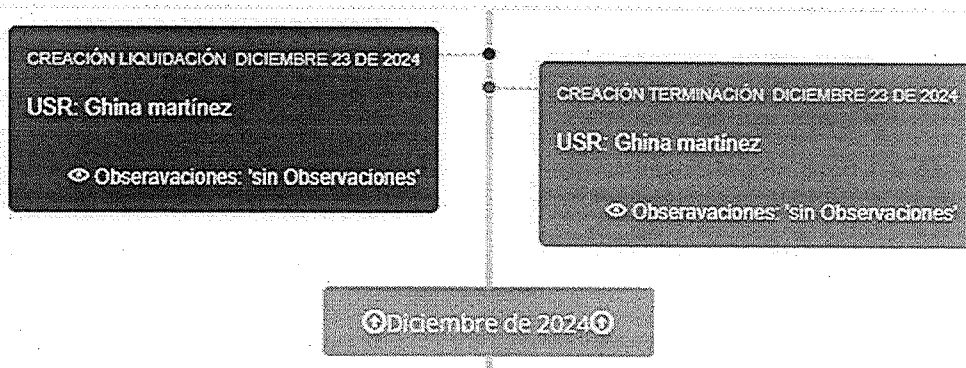 CREACIÓN LIQUIDACIÓN DICIEMBRE 23 DE 2024
USR: Ghina martínez
Obseravaciones: 'sin Observaciones'
CREACIÓN TERMINACIÓN DICIEMBRE 23 DE 2024
USR: Ghina martínez
Obseravaciones: 'sin Observaciones'
Diciembre de 2024